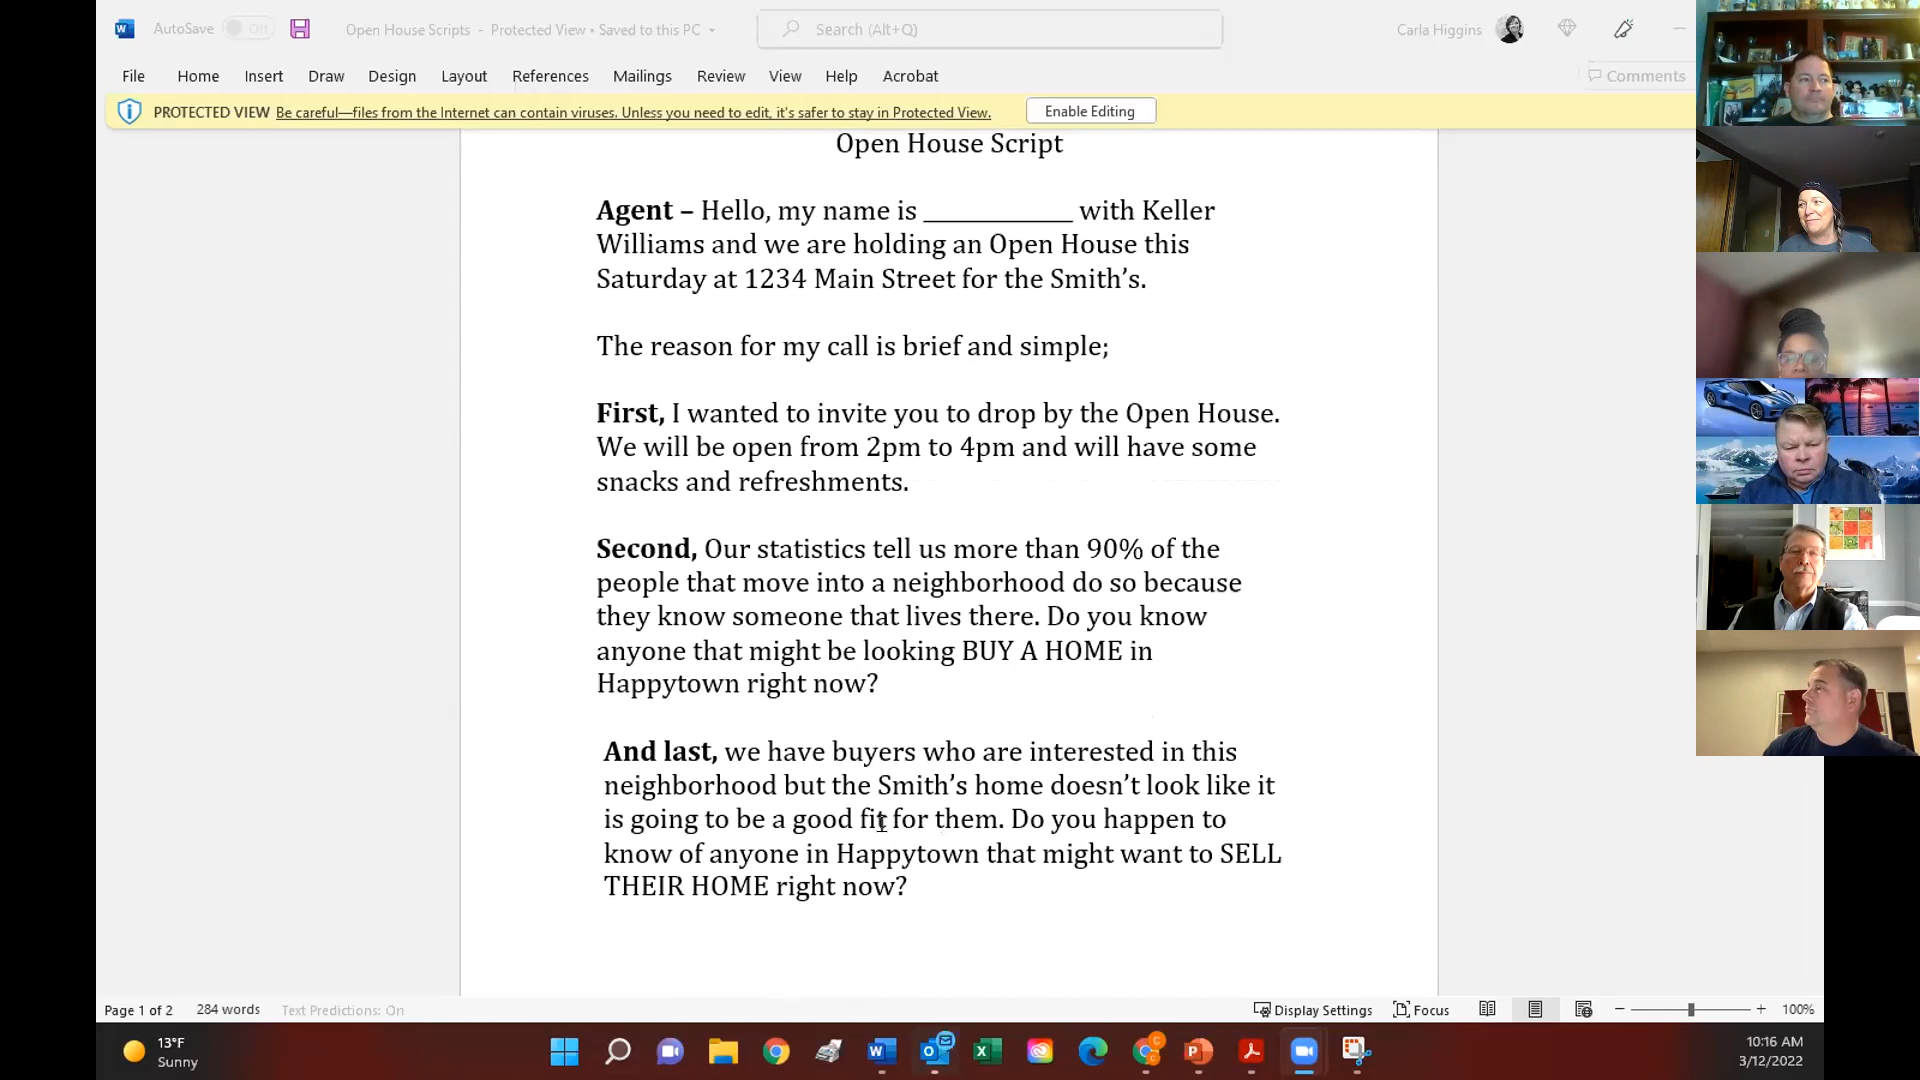 AutoSave Off Open House Scripts - Protected View • Saved to this PC Search (Alt+Q) Carla Higgins
File Home Insert Draw Design Layout References Mailings Review View Help Acrobat Comments
PROTECTED VIEW Be careful—files from the Internet can contain viruses. Unless you need to edit, it's safer to stay in Protected View. Enable Editing
Open House Script
Agent – Hello, my name is ____________ with Keller
Williams and we are holding an Open House this
Saturday at 1234 Main Street for the Smith’s.
The reason for my call is brief and simple;
First, I wanted to invite you to drop by the Open House.
We will be open from 2pm to 4pm and will have some
snacks and refreshments.
Second, Our statistics tell us more than 90% of the
people that move into a neighborhood do so because
they know someone that lives there. Do you know
anyone that might be looking BUY A HOME in
Happytown right now?
And last, we have buyers who are interested in this
neighborhood but the Smith’s home doesn’t look like it
is going to be a good fit for them. Do you happen to
know of anyone in Happytown that might want to SELL
THEIR HOME right now?
Page 1 of 2 284 words Text Predictions: On Display Settings Focus 100%
13°F
Sunny
10:16 AM
3/12/2022